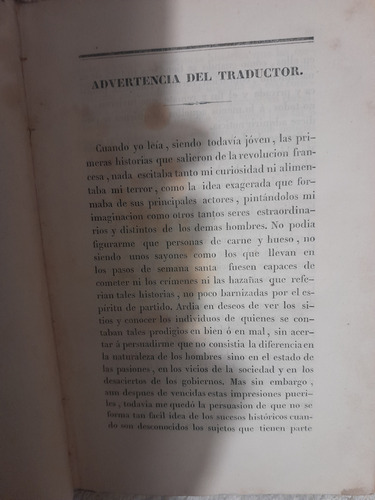 ADVERTENCIA DEL TRADUCTOR.
Cuando yo leia, siendo todavía jóven, las pri-
meras historias que salieron de la revolucion fran-
cesa, nada escitaba tanto mi curiosidad ni alimen-
taba mi terror, como la idea exagerada que for-
maba de sus principales actores, pintándolos mi
imaginacion como otros tantos seres estraordina-
rios y distintos de los demas hombres. No podia
figurarme que personas de carne y hueso, no
siendo unos sayones como los que llevan en
los pasos de semana santa fuesen capaces de
cometer ni los crímenes ni las hazañas que refe-
rian tales historias, no poco barnizadas por el es-
píritu de partido. Ardia en deseos de ver los si-
tios y conocer los individuos de quienes se con-
taban tales prodigios en bien ó en mal, sin acer-
tar á persuadirme que no consistia la diferencia en
la naturaleza de los hombres sino en el estado de
las pasiones, en los vicios de la sociedad y en los
desaciertos de los gobiernos. Mas sin embargo,
aun despues de vencidas estas impresiones pueri-
les, todavía me quedó la persuasion de que no se
forma tan facil idea de los sucesos históricos cuan-
do son desconocidos los sujetos que tienen parte